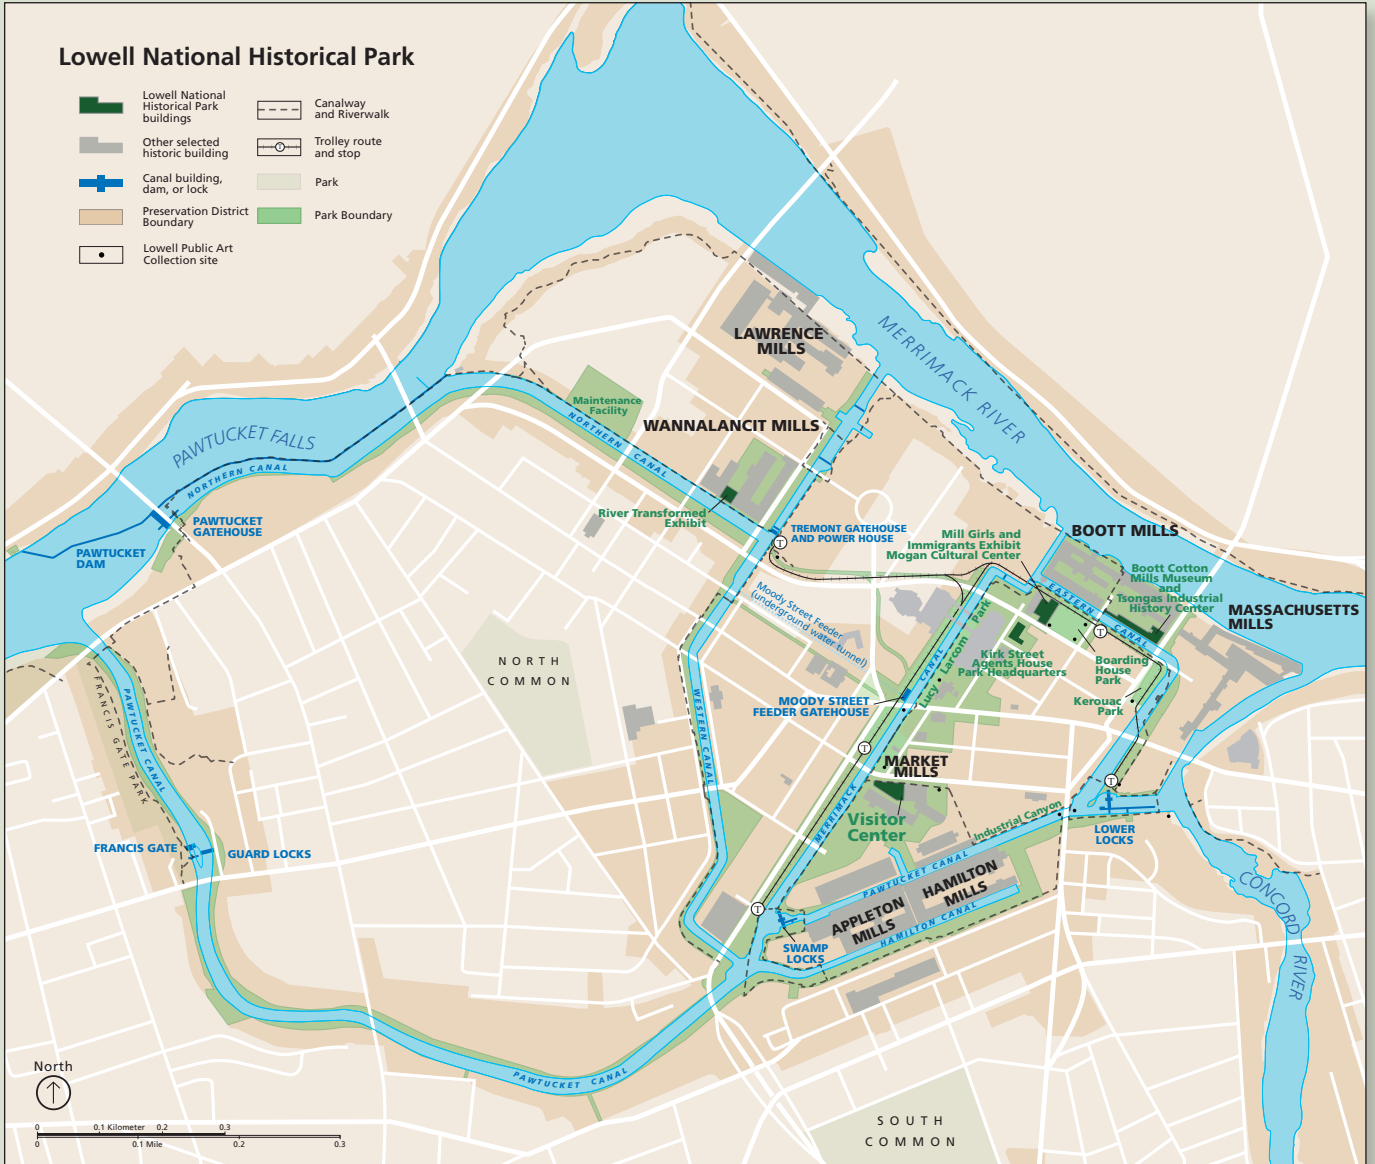 Lowell National Historical Park
Lowell National
Historical Park
buildings
Other selected
historic building
Canal building,
dam, or lock
Preservation District
Boundary
Lowell Public Art
Collection site
Canalway
and Riverwalk
T
Trolley route
and stop
Park
Park Boundary
MERRIMACK RIVER
LAWRENCE
MILLS
Maintenance
Facility
WANNALANCIT MILLS
NORTHERN CANAL
PAWTUCKET FALLS
NORTHERN CANAL
PAWTUCKET
GATEHOUSE
PAWTUCKET
DAM
River Transformed
Exhibit
TREMONT GATEHOUSE
AND POWER HOUSE
T
Mill Girls and
Immigrants Exhibit
Mogan Cultural Center
BOOTT MILLS
Boott Cotton
Mills Museum
and
Tsongas Industrial
History Center
MASSACHUSETTS
MILLS
EASTERN CANAL
T
Moody Street Feeder
(underground water tunnel)
Lucy Larcom Park
Kirk Street
Agents House
Park Headquarters
Boarding
House
Park
Kerouac
Park
NORTH
COMMON
MOODY STREET
FEEDER GATEHOUSE
WESTERN CANAL
MERRIMACK CANAL
T
MARKET
MILLS
Visitor
Center
T
Industrial Canyon
LOWER
LOCKS
FRANCIS GATE PARK
PAWTUCKET CANAL
FRANCIS GATE
GUARD LOCKS
PAWTUCKET CANAL
HAMILTON
MILLS
APPLETON
MILLS
HAMILTON CANAL
T
SWAMP
LOCKS
CONCORD RIVER
PAWTUCKET CANAL
SOUTH
COMMON
North
0 0.1 Kilometer 0.2 0.3
0 0.1 Mile 0.2 0.3